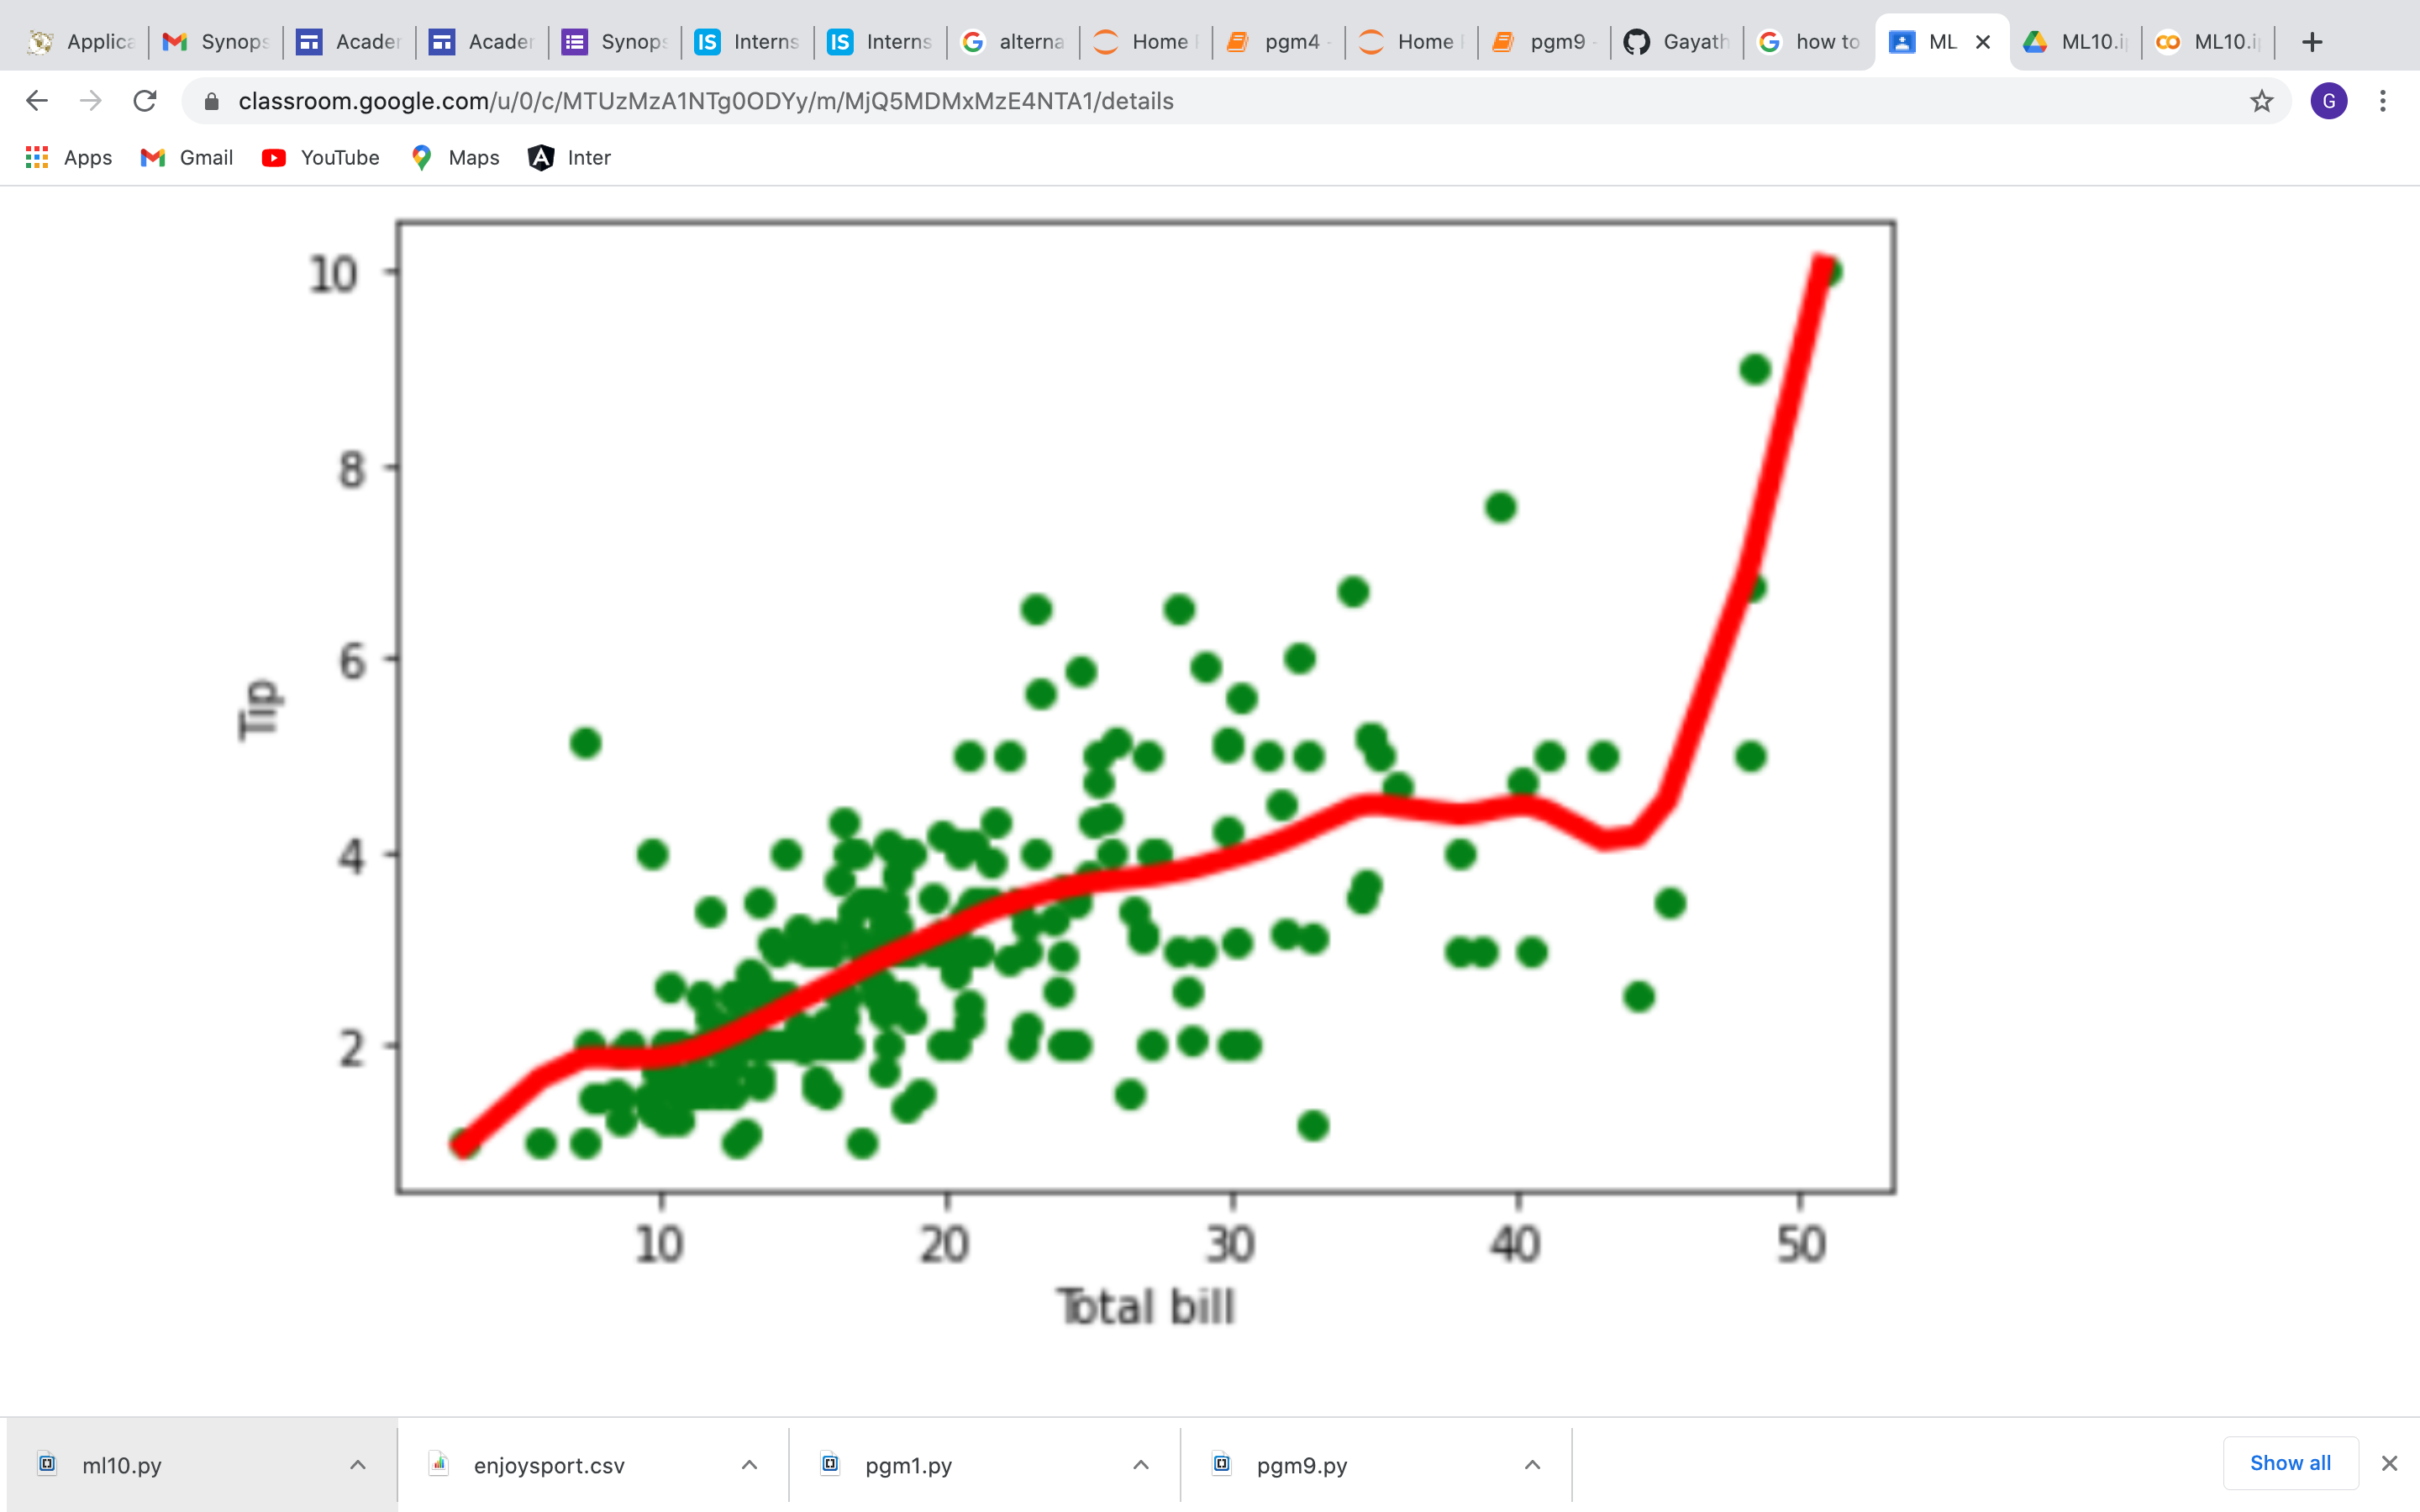 Applica Synops Acader Acader Synops IS Interns IS Interns alterna Home pgm4 - Home pgm9 - Gayath how to ML ML10.i ML10.i
classroom.google.com/u/0/c/MTUzMzA1NTg0ODYy/m/MjQ5MDMxMzE4NTA1/details G
Apps Gmail YouTube Maps Inter
10
8
6
4
2
Tip
10 20 30 40 50
Total bill
ml10.py enjoysport.csv pgm1.py pgm9.py Show all